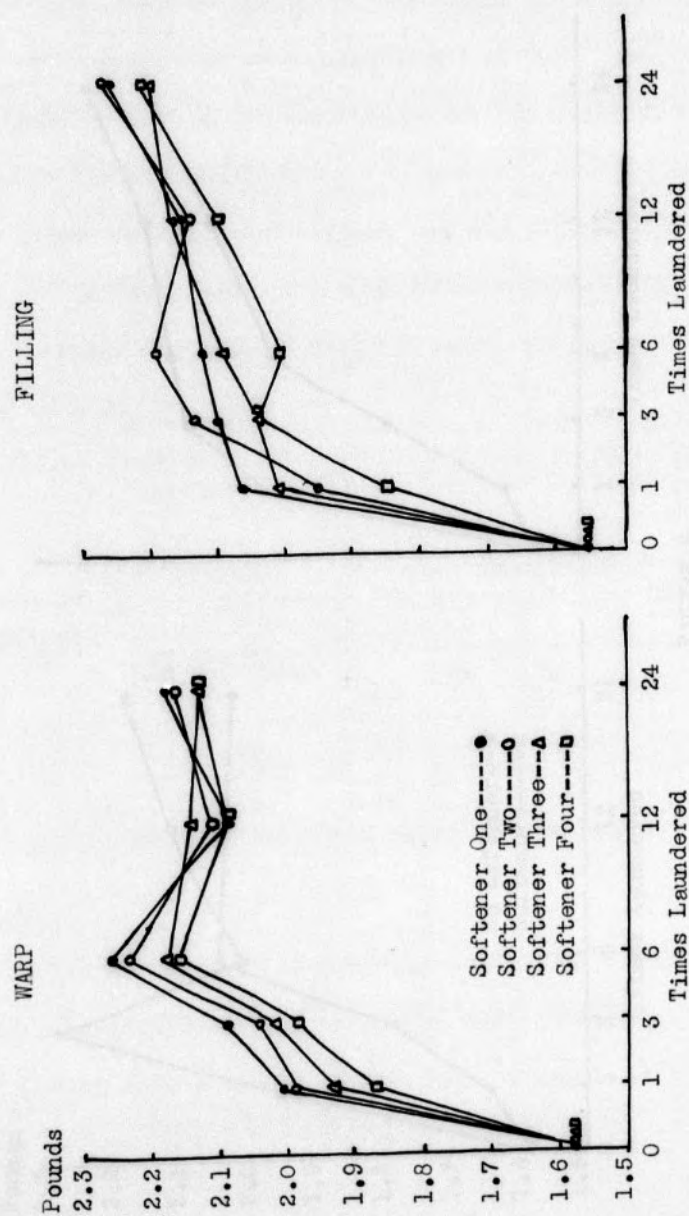 WARP
Pounds
2.3
2.2
2.1
2.0
1.9
1.8
1.7
1.6
1.5
0 1 3 6 12 24
Times Laundered
Softener One-----
Softener Two-----
Softener Three---
Softener Four----
FILLING
0 1 3 6 12 24
Times Laundered